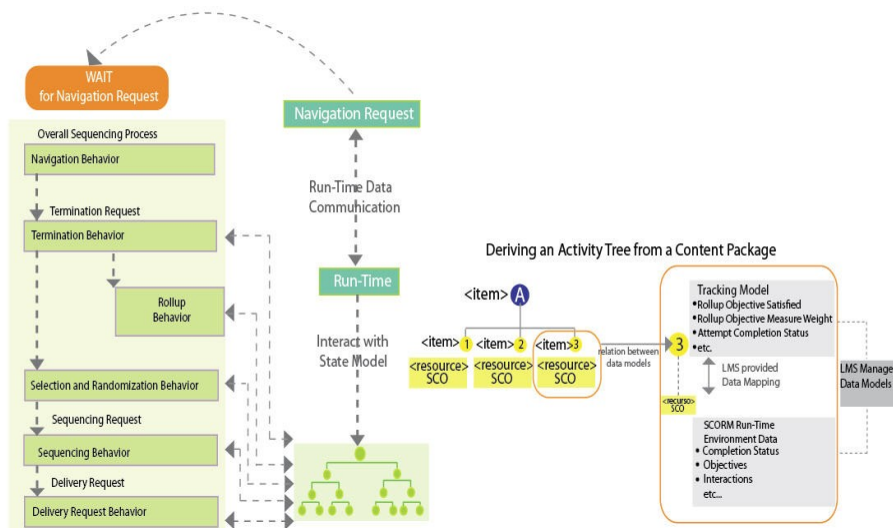 WAIT
for Navigation Request
Overall Sequencing Process
Navigation Behavior
Termination Request
Termination Behavior
Rollup
Behavior
Selection and Randomization Behavior
Sequencing Request
Sequencing Behavior
Delivery Request
Delivery Request Behavior
Navigation Request
Run-Time Data
Communication
Run-Time
Interact with
State Model
Deriving an Activity Tree from a Content Package
<item> A
<item> 1
<item> 2
<item> 3
<resource>
SCO
<resource>
SCO
<resource>
SCO
relation between
data models
3
<recurso>
SCO
Tracking Model
• Rollup Objective Satisfied
• Rollup Objective Measure Weight
• Attempt Completion Status
• etc.
LMS provided
Data Mapping
LMS Manage
Data Models
SCORM Run-Time
Environment Data
• Completion Status
• Objectives
• Interactions
etc...